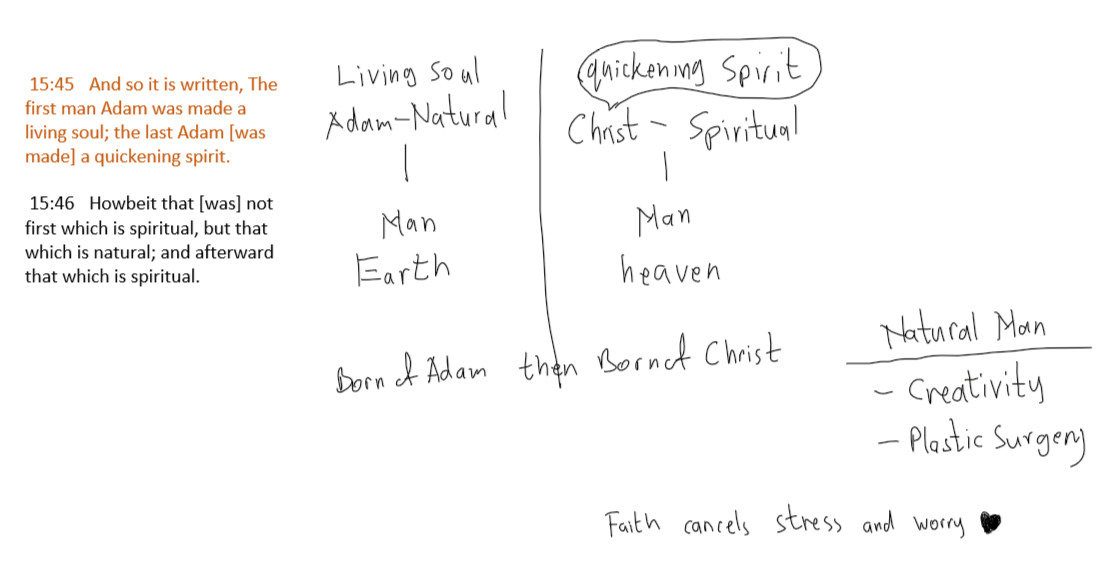 15:45 And so it is written, The
first man Adam was made a
living soul; the last Adam [was
made] a quickening spirit.
15:46 Howbeit that [was] not
first which is spiritual, but that
which is natural; and afterward
that which is spiritual.
Living Soul
Adam-Natural
Man
Earth
quickening Spirit
Christ - Spiritual
Man
heaven
Born of Adam then Born of Christ
Natural Man
- Creativity
- Plastic Surgery
Faith cancels stress and worry